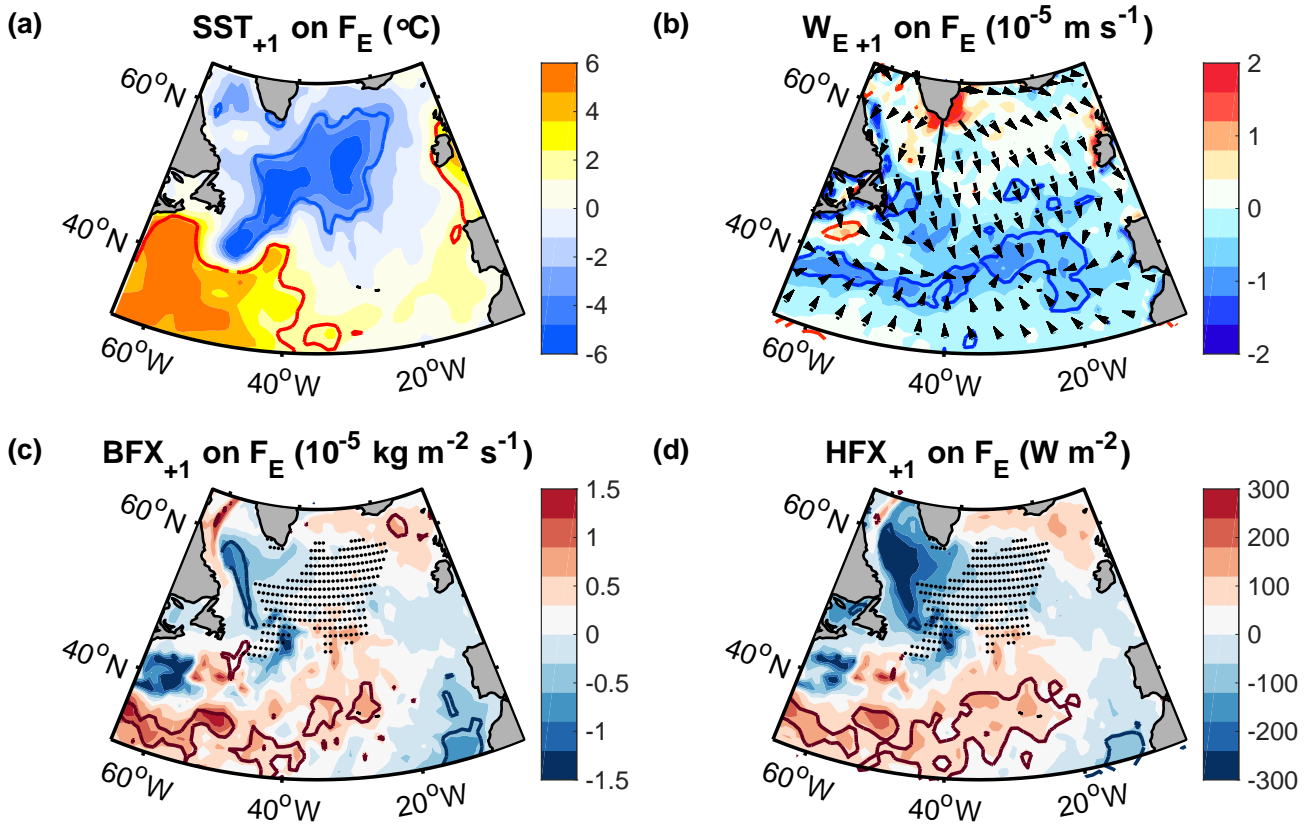 (a) SST+1 on FE (°C)
60°N
40°N
60°W
40°W
20°W
6
4
2
0
-2
-4
-6
(b) WE +1 on FE (10-5 m s-1)
60°N
40°N
60°W
40°W
20°W
2
1
0
-1
-2
(c) BFX+1 on FE (10-5 kg m-2 s-1)
60°N
40°N
60°W
40°W
20°W
1.5
1
0.5
0
-0.5
-1
-1.5
(d) HFX+1 on FE (W m-2)
60°N
40°N
60°W
40°W
20°W
300
200
100
0
-100
-200
-300